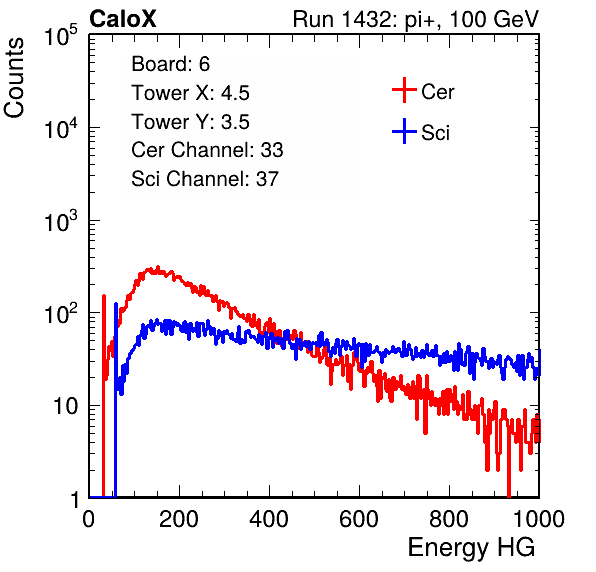 CaloX Run 1432: pi+, 100 GeV
Board: 6
Tower X: 4.5
Tower Y: 3.5
Cer Channel: 33
Sci Channel: 37
Cer
Sci
Counts
10^5
10^4
10^3
10^2
10
1
0 200 400 600 800 1000
Energy HG